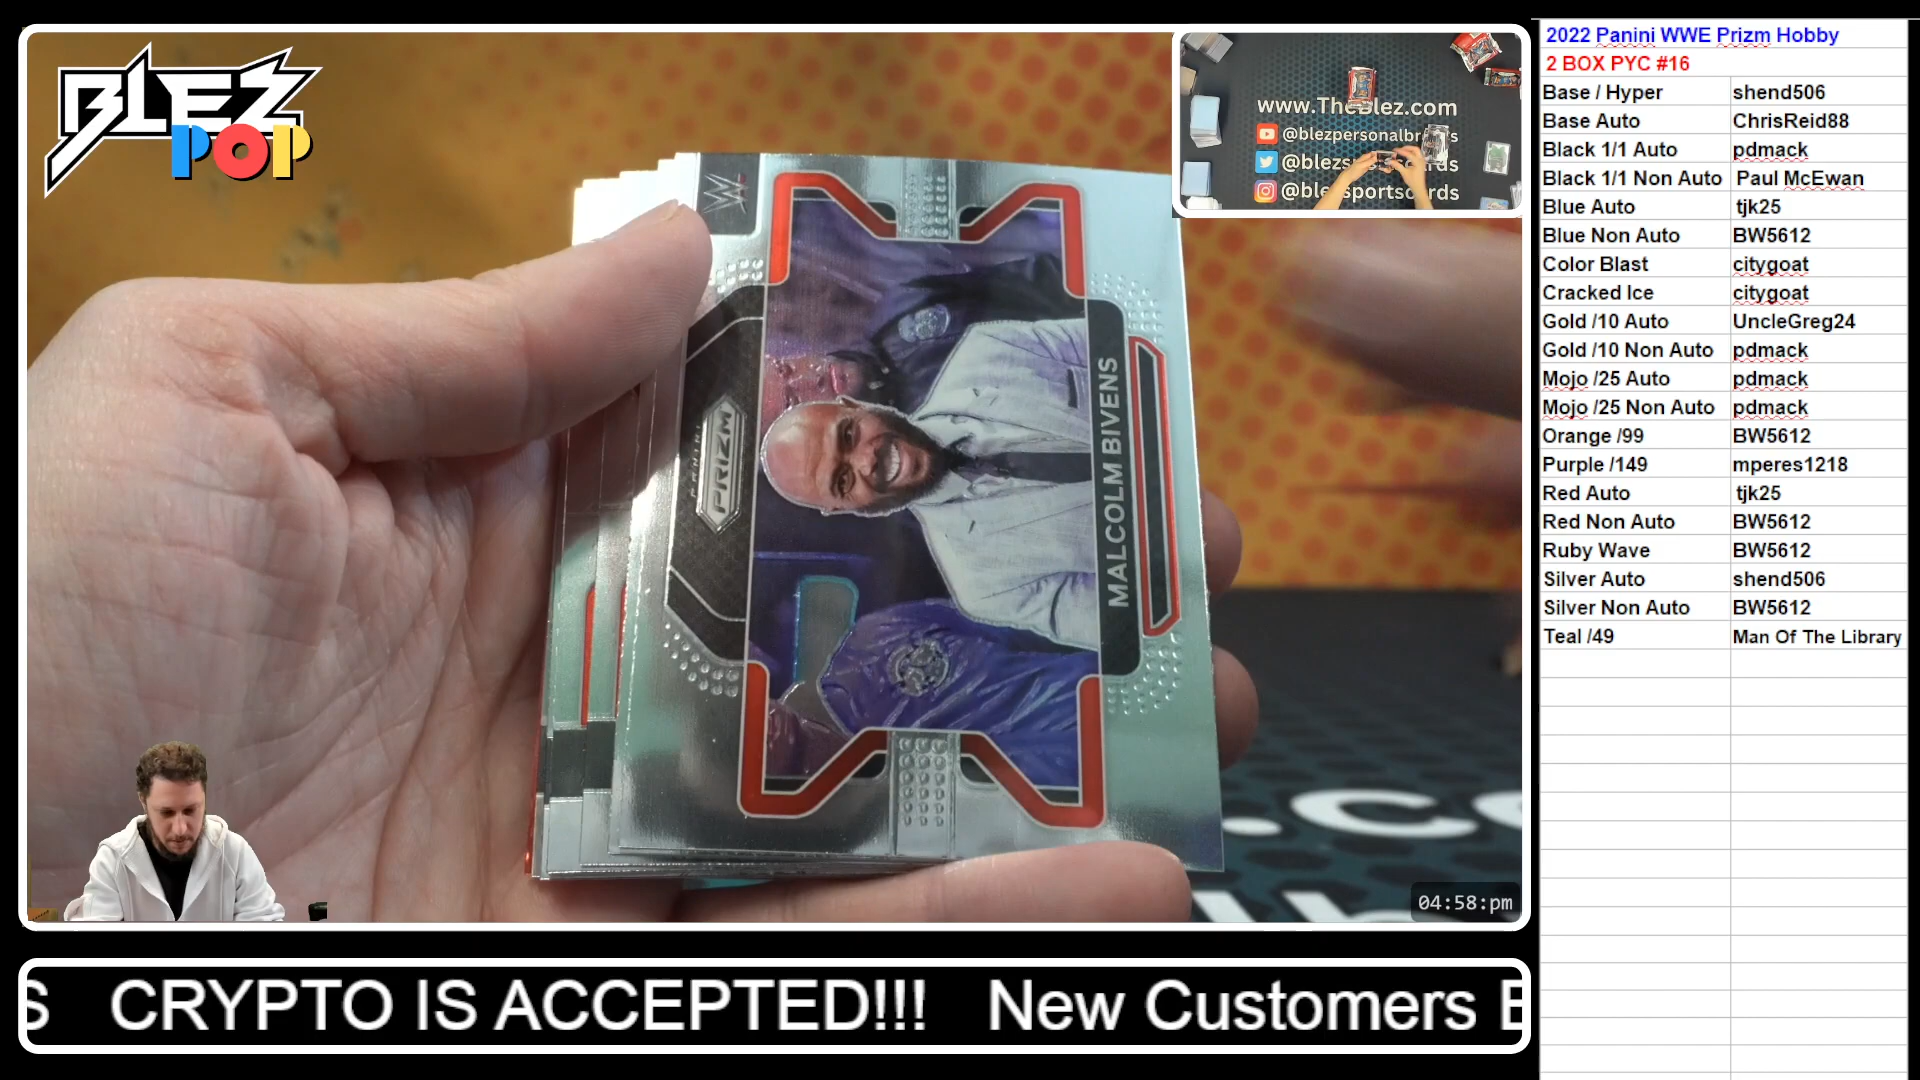 BLEZ
POP
www.TheBlez.com
@blezsportscards
W
PANINI
PRIZM
MALCOLM BIVENS
04:58:pm
S CRYPTO IS ACCEPTED!!! New Customers
2022 Panini WWE Prizm Hobby
2 BOX PYC #16
Base / Hyper shend506
Base Auto ChrisReid88
Black 1/1 Auto pdmack
Black 1/1 Non Auto Paul McEwan
Blue Auto tjk25
Blue Non Auto BW5612
Color Blast citygoat
Cracked Ice citygoat
Gold /10 Auto UncleGreg24
Gold /10 Non Auto pdmack
Mojo /25 Auto pdmack
Mojo /25 Non Auto pdmack
Orange /99 BW5612
Purple /149 mperes1218
Red Auto tjk25
Red Non Auto BW5612
Ruby Wave BW5612
Silver Auto shend506
Silver Non Auto BW5612
Teal /49 Man Of The Library